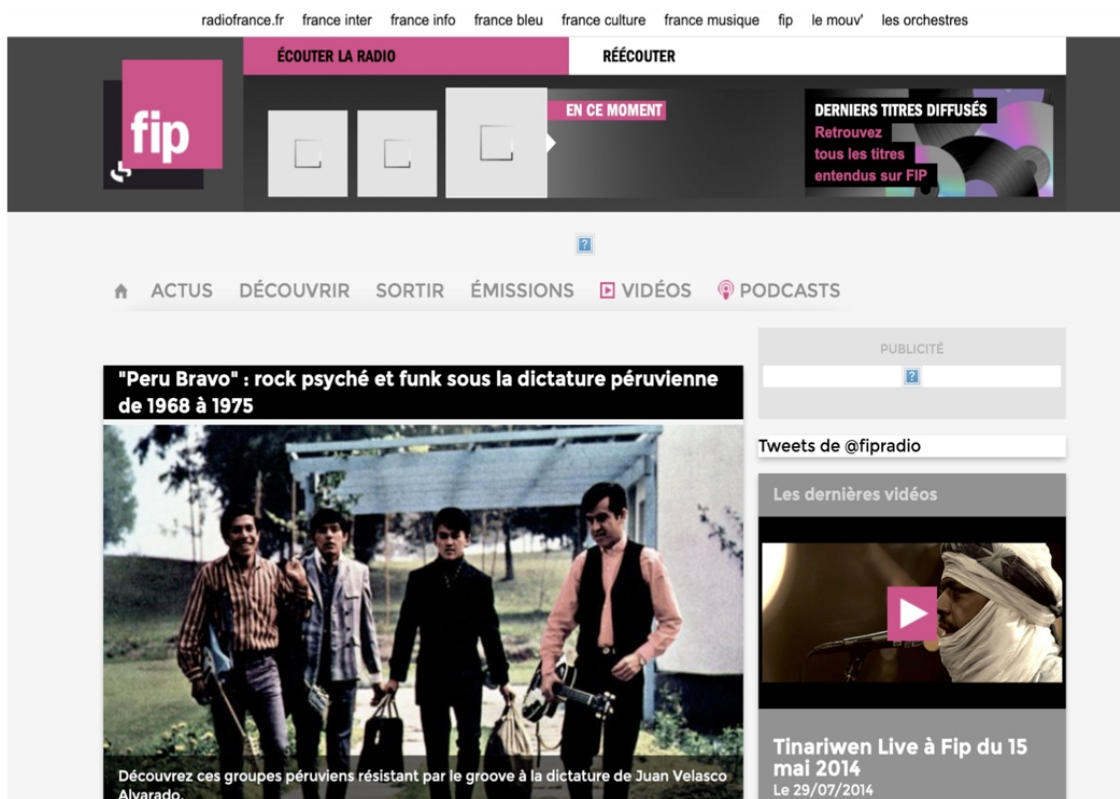 radiofrance.fr france inter france info france bleu france culture france musique fip le mouv' les orchestres
ÉCOUTER LA RADIO
RÉÉCOUTER
fip
EN CE MOMENT
DERNIERS TITRES DIFFUSÉS
Retrouvez
tous les titres
entendus sur FIP
ACTUS DÉCOUVRIR SORTIR ÉMISSIONS VIDÉOS PODCASTS
"Peru Bravo" : rock psyché et funk sous la dictature péruvienne
de 1968 à 1975
Découvrez ces groupes péruviens résistant par le groove à la dictature de Juan Velasco
Alvarado.
PUBLICITÉ
Tweets de @fipradio
Les dernières vidéos
Tinariwen Live à Fip du 15
mai 2014
Le 29/07/2014